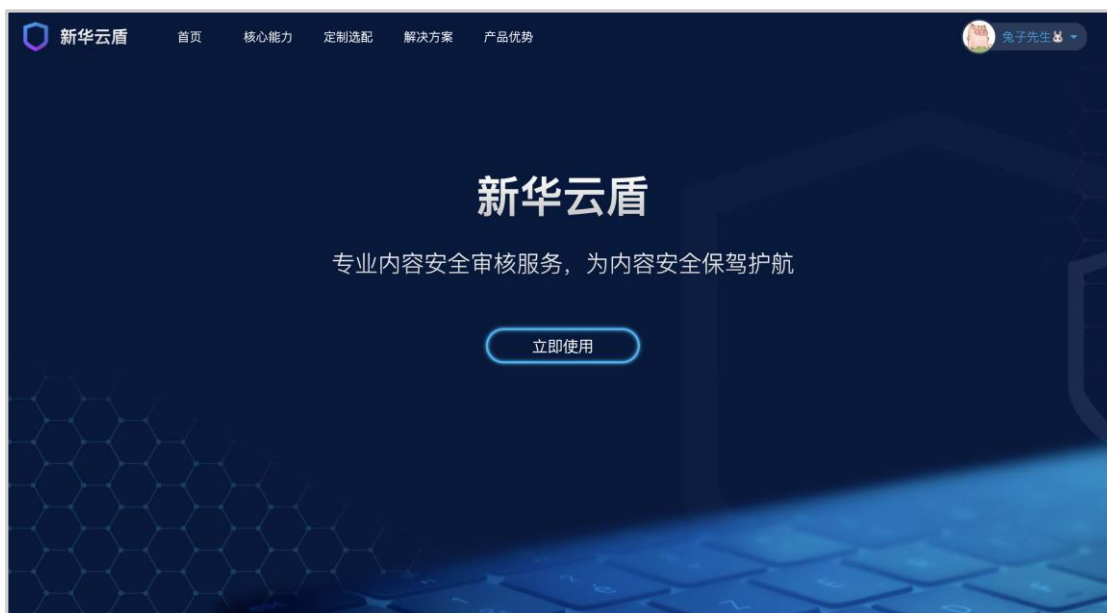 新华云盾
首页
核心能力
定制选配
解决方案
产品优势
兔子先生🐰
新华云盾
专业内容安全审核服务，为内容安全保驾护航
立即使用